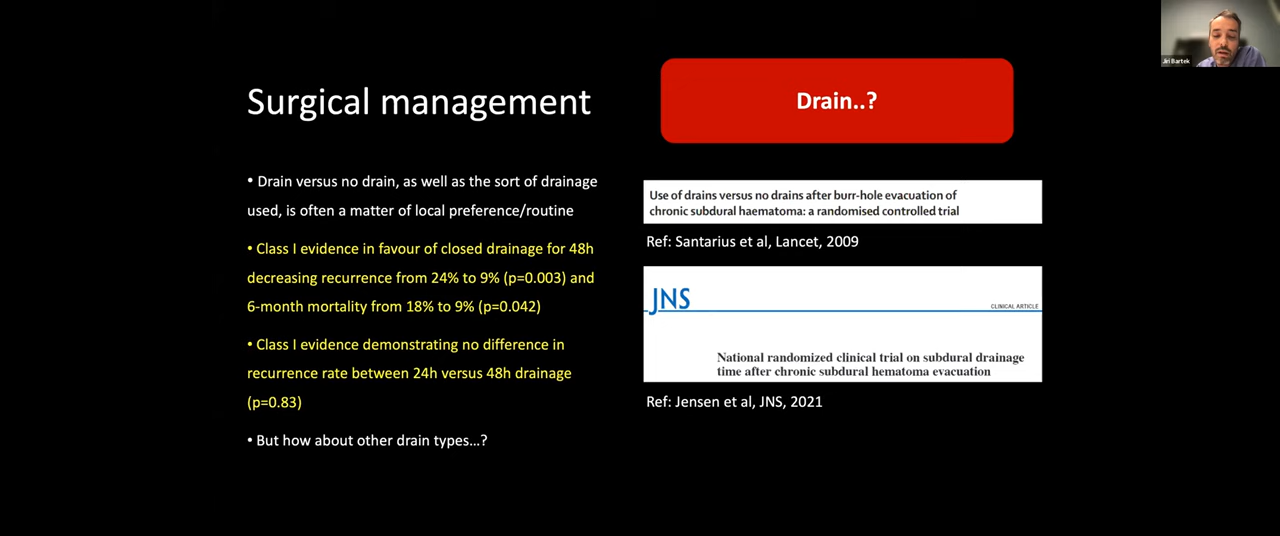 Jiri Bartek
Surgical management
Drain..?
• Drain versus no drain, as well as the sort of drainage
used, is often a matter of local preference/routine
• Class I evidence in favour of closed drainage for 48h
decreasing recurrence from 24% to 9% (p=0.003) and
6-month mortality from 18% to 9% (p=0.042)
• Class I evidence demonstrating no difference in
recurrence rate between 24h versus 48h drainage
(p=0.83)
• But how about other drain types…?
Use of drains versus no drains after burr-hole evacuation of
chronic subdural haematoma: a randomised controlled trial
Ref: Santarius et al, Lancet, 2009
JNS
CLINICAL ARTICLE
National randomized clinical trial on subdural drainage
time after chronic subdural hematoma evacuation
Ref: Jensen et al, JNS, 2021